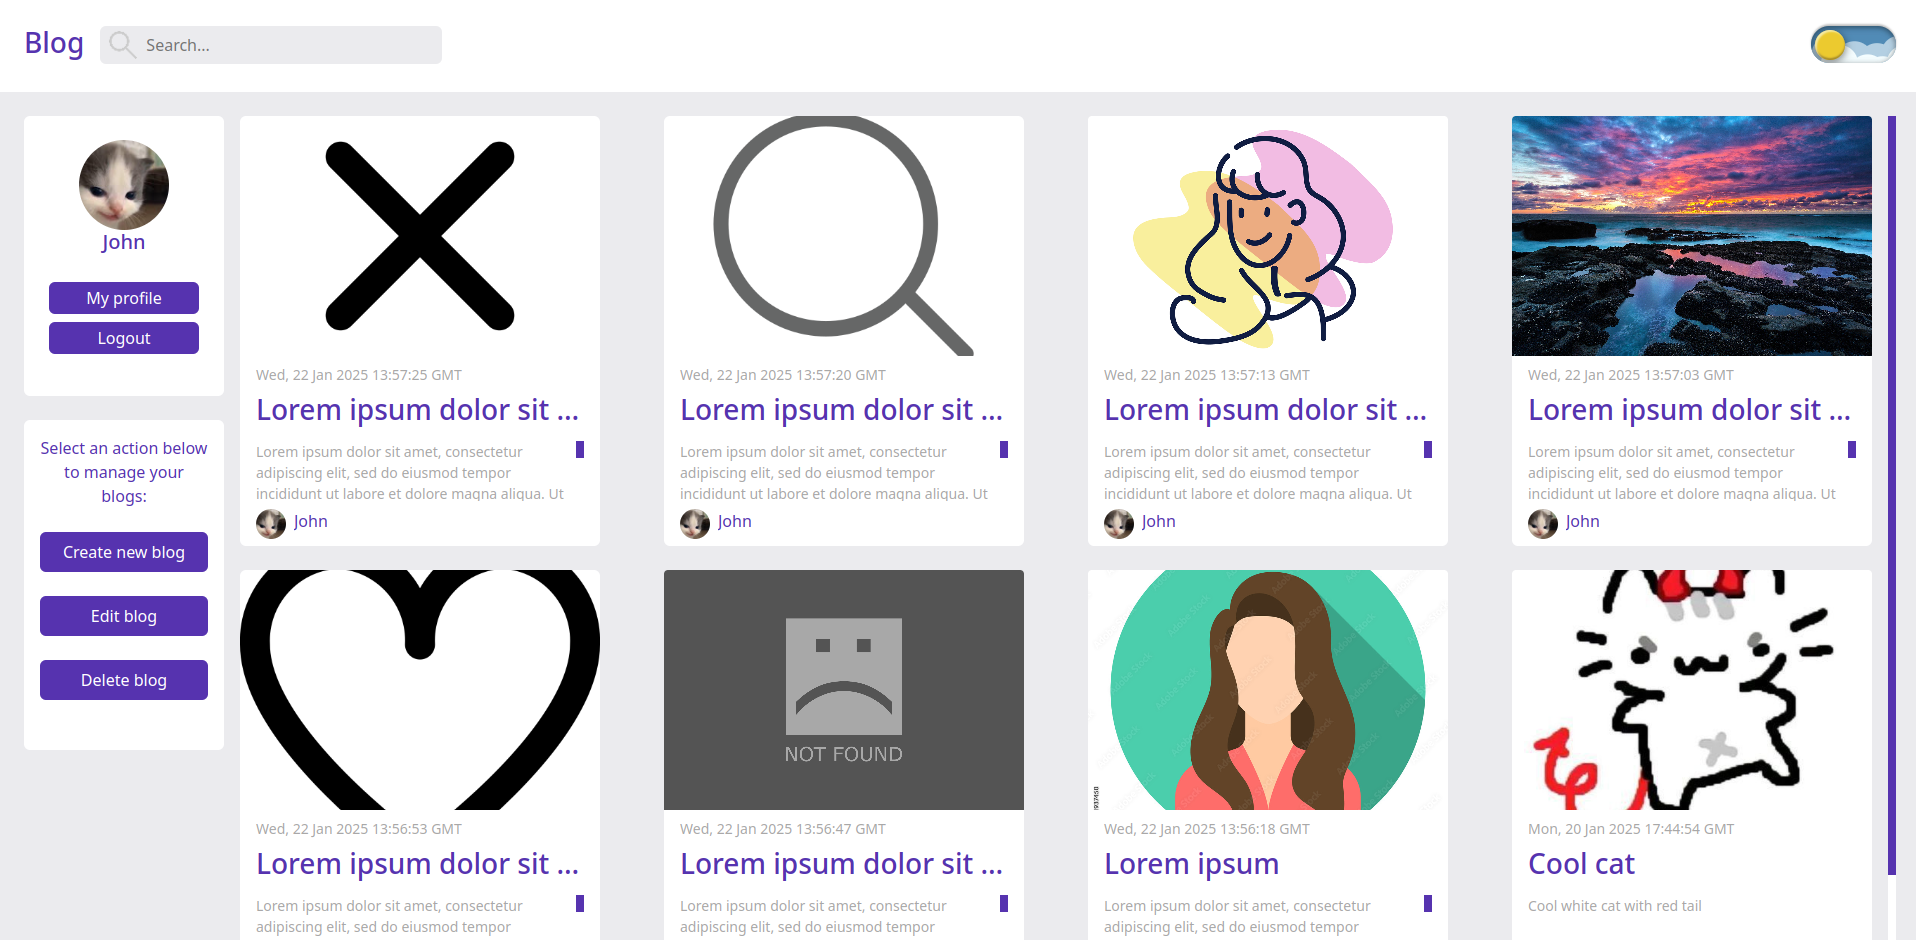 Blog
Search...
John
My profile
Logout
Select an action below
to manage your
blogs:
Create new blog
Edit blog
Delete blog
Wed, 22 Jan 2025 13:57:25 GMT
Lorem ipsum dolor sit ...
Lorem ipsum dolor sit amet, consectetur
adipiscing elit, sed do eiusmod tempor
incididunt ut labore et dolore magna aliqua. Ut
John
Wed, 22 Jan 2025 13:57:20 GMT
Lorem ipsum dolor sit ...
Lorem ipsum dolor sit amet, consectetur
adipiscing elit, sed do eiusmod tempor
incididunt ut labore et dolore magna aliqua. Ut
John
Wed, 22 Jan 2025 13:57:13 GMT
Lorem ipsum dolor sit ...
Lorem ipsum dolor sit amet, consectetur
adipiscing elit, sed do eiusmod tempor
incididunt ut labore et dolore magna aliqua. Ut
John
Wed, 22 Jan 2025 13:57:03 GMT
Lorem ipsum dolor sit ...
Lorem ipsum dolor sit amet, consectetur
adipiscing elit, sed do eiusmod tempor
incididunt ut labore et dolore magna aliqua. Ut
John
Wed, 22 Jan 2025 13:56:53 GMT
Lorem ipsum dolor sit ...
Lorem ipsum dolor sit amet, consectetur
adipiscing elit, sed do eiusmod tempor
NOT FOUND
Wed, 22 Jan 2025 13:56:47 GMT
Lorem ipsum dolor sit ...
Lorem ipsum dolor sit amet, consectetur
adipiscing elit, sed do eiusmod tempor
Wed, 22 Jan 2025 13:56:18 GMT
Lorem ipsum
Lorem ipsum dolor sit amet, consectetur
adipiscing elit, sed do eiusmod tempor
Mon, 20 Jan 2025 17:44:54 GMT
Cool cat
Cool white cat with red tail